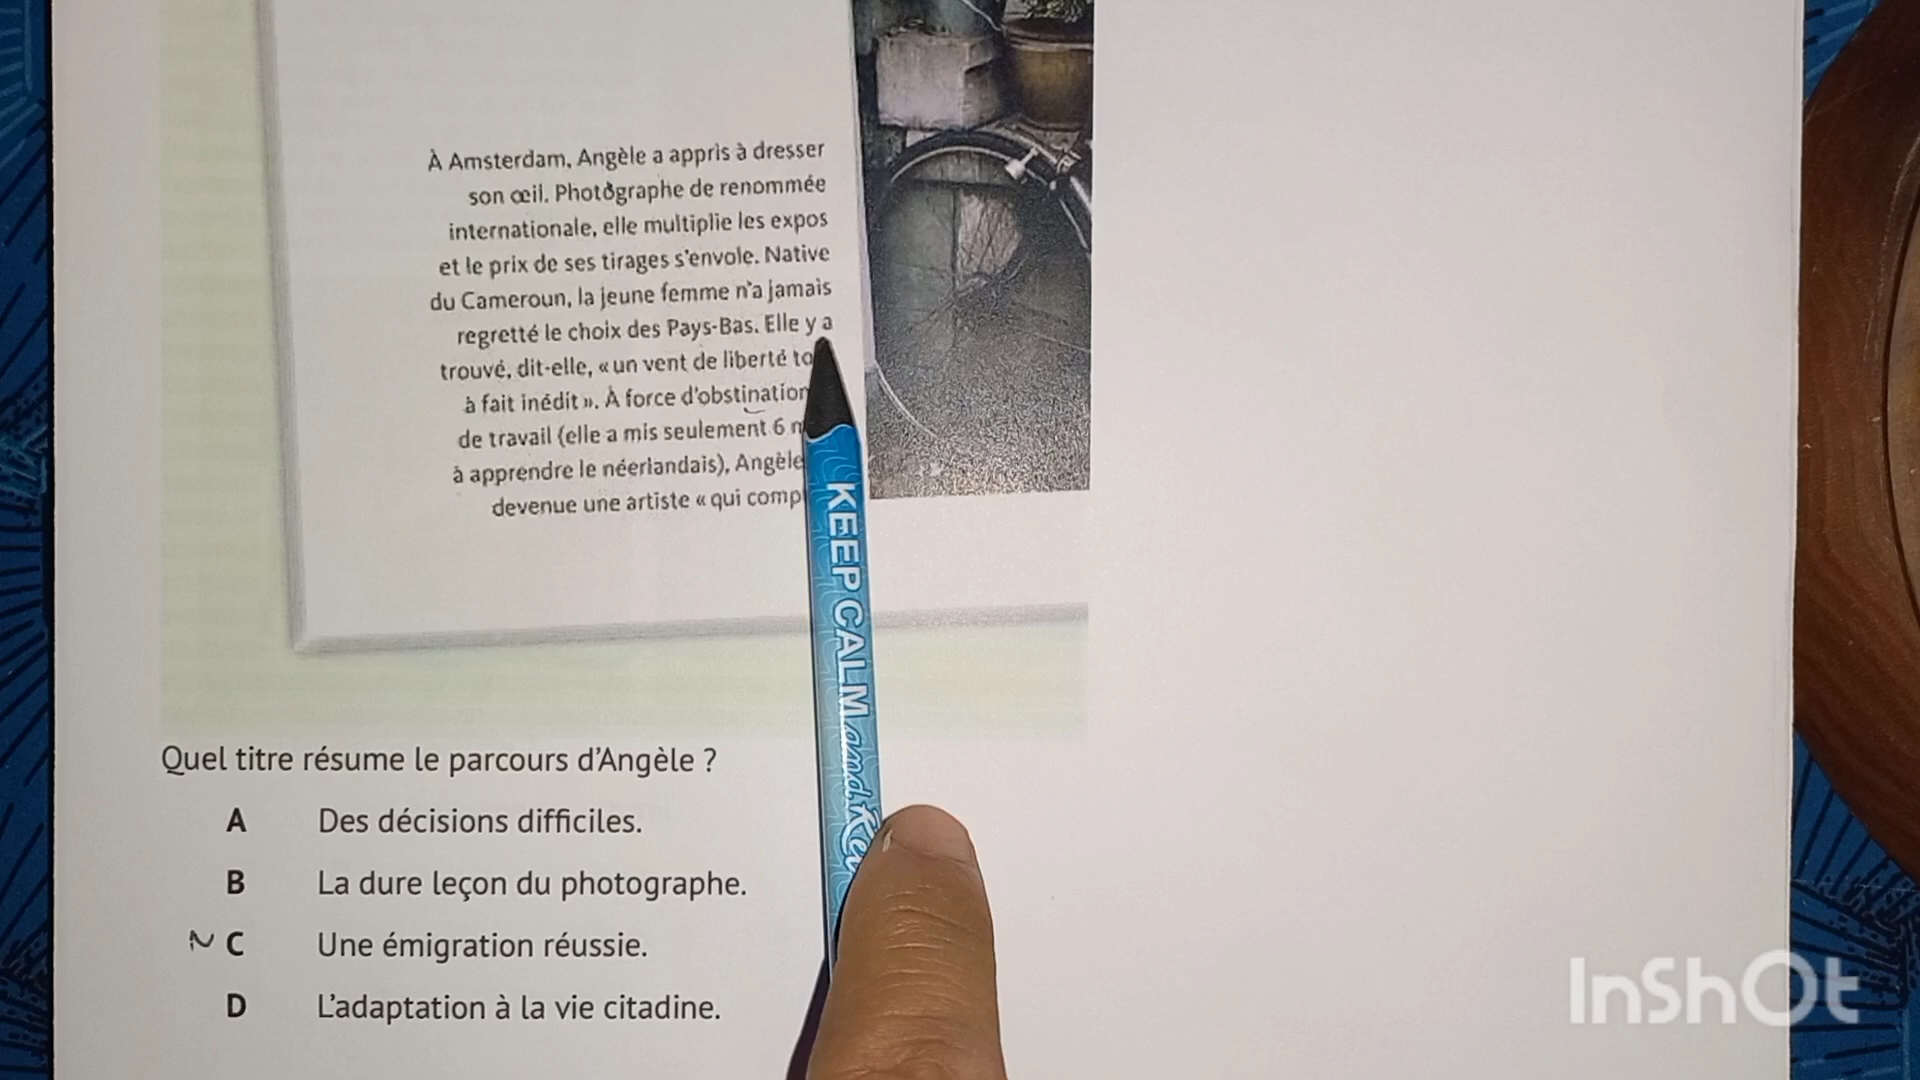 À Amsterdam, Angèle a appris à dresser
son œil. Photographe de renommée
internationale, elle multiplie les expos
et le prix de ses tirages s'envole. Native
du Cameroun, la jeune femme n'a jamais
regretté le choix des Pays-Bas. Elle y a
trouvé, dit-elle, « un vent de liberté
à fait inédit ». À force d'obstination
de travail (elle a mis seulement 6
à apprendre le néerlandais), Angèle
devenue une artiste « qui
KEEP CALM and
Quel titre résume le parcours d'Angèle ?
A Des décisions difficiles.
B La dure leçon du photographe.
C Une émigration réussie.
D L'adaptation à la vie citadine.
InShOt